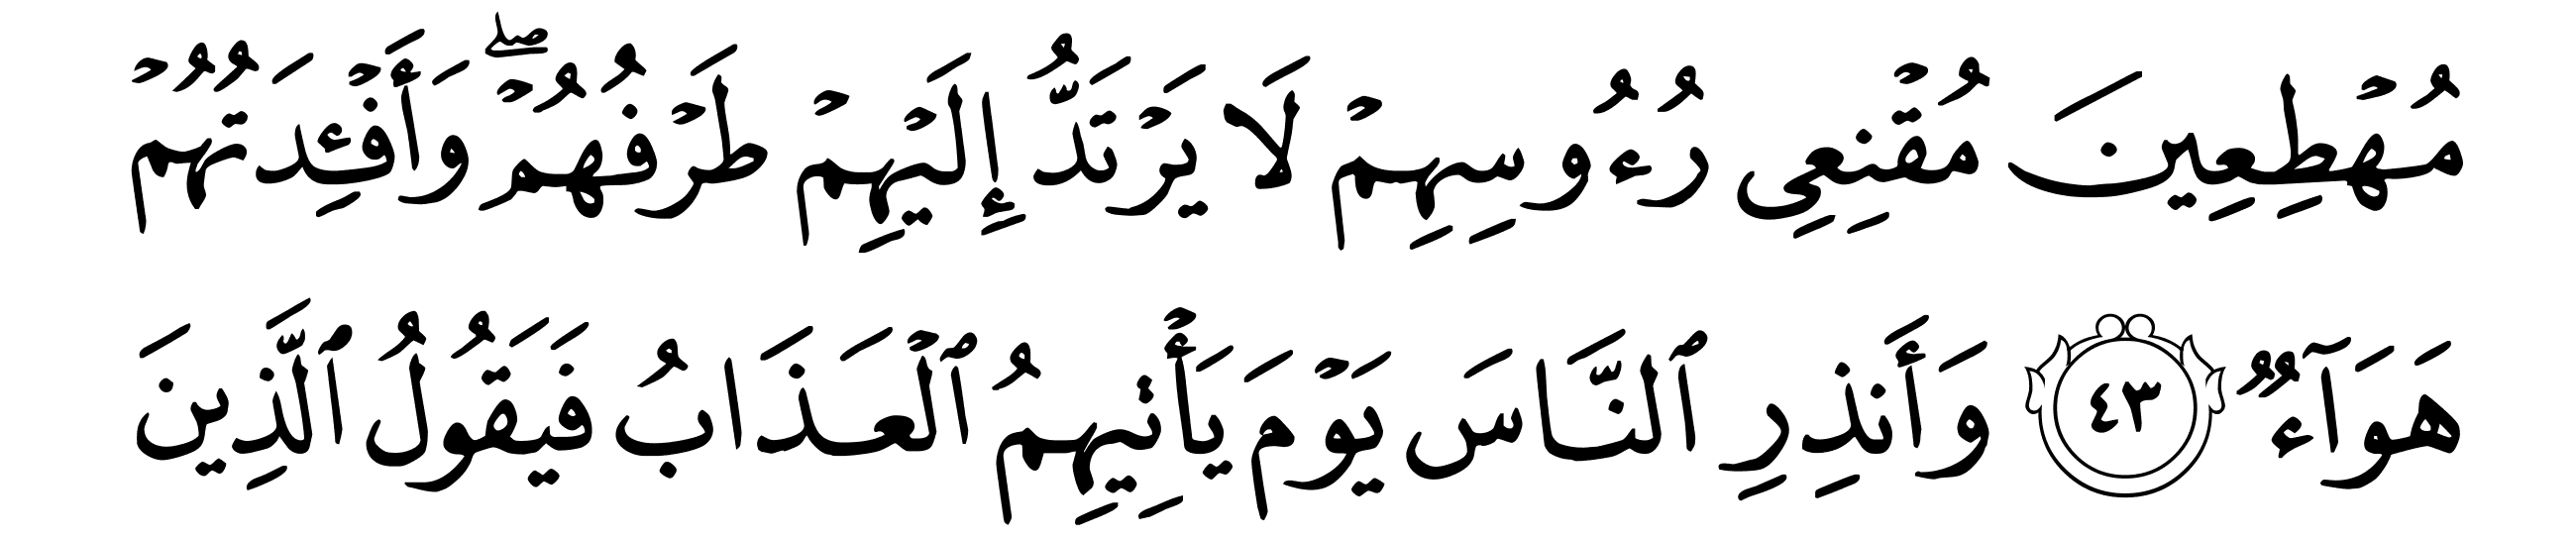 مُهۡطِعِينَ مُقۡنِعِى رُءُوسِهِمۡ لَا يَرۡتَدُّ إِلَيۡهِمۡ طَرۡفُهُمۡۖ وَأَفۡـِٔدَتُهُمۡ
هَوَآءٌ ٤٣ وَأَنذِرِ ٱلنَّاسَ يَوۡمَ يَأۡتِيهِمُ ٱلۡعَذَابُ فَيَقُولُ ٱلَّذِينَ